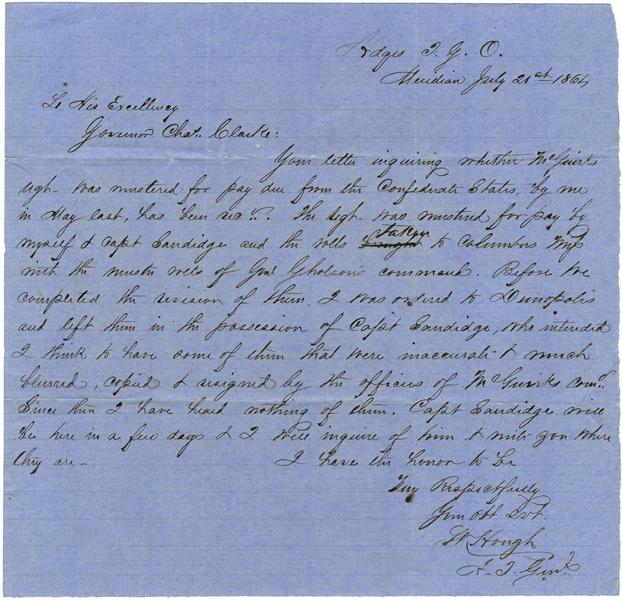 Hdqrs I. G. O.
Meridian July 21st 1864
To His Excellency
Governor Chas. Clarke:
Your letter inquiring whether McGuirks
regt- was mustered for pay due from the Confederate States, by me
in May last, has been recd. The regt. was mustered for pay by
myself & Capt Sandidge and the rolls brought taken to Columbus Miss
with the muster rolls of Genl Gholson's command. Before we
completed the revision of them, I was ordered to Demopolis
and left them in the possession of Capt Sandidge, who intended
I think to have some of them that were inaccurate & much
blurred, copied & resigned by the officers of McGuirks comd.
Since then I have heard nothing of them. Capt Sandidge will
be here in a few days & I will inquire of him & write you where
they are-
I have the honor to be
Very Respectfully
Your Obt Svt
W Hough
A. I. Genl.